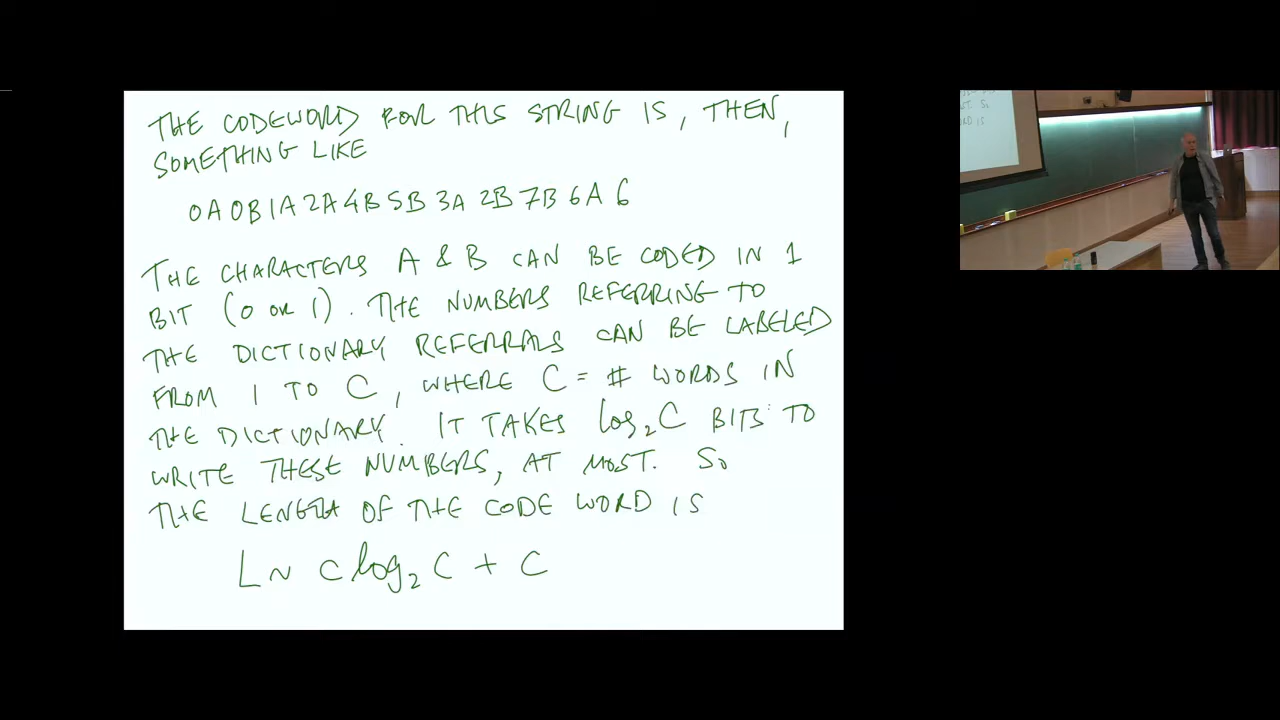 THE CODEWORD FOR THIS STRING IS, THEN,
SOMETHING LIKE
0A0B1A2A4B5B3A2B7B6A6
THE CHARACTERS A & B CAN BE CODED IN 1
BIT (0 OR 1). THE NUMBERS REFERRING TO
THE DICTIONARY REFERRALS CAN BE LABELED
FROM 1 TO C, WHERE C = # WORDS IN
THE DICTIONARY. IT TAKES log₂C BITS TO
WRITE THESE NUMBERS, AT MOST. SO
THE LENGTH OF THE CODE WORD IS
L ~ C log₂ C + C